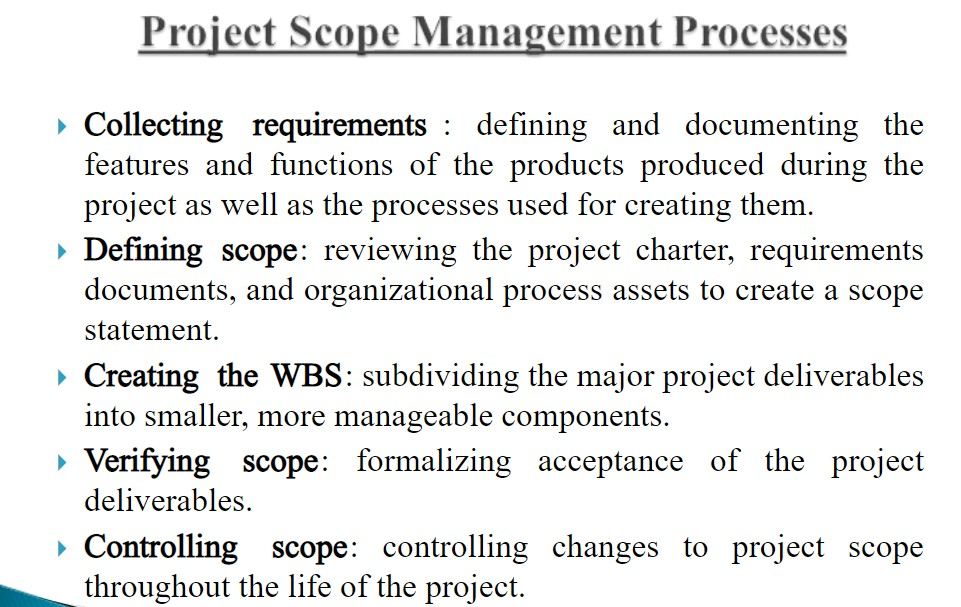 Project Scope Management Processes
Collecting requirements : defining and documenting the
features and functions of the products produced during the
project as well as the processes used for creating them.
Defining scope: reviewing the project charter, requirements
documents, and organizational process assets to create a scope
statement.
Creating the WBS: subdividing the major project deliverables
into smaller, more manageable components.
Verifying scope: formalizing acceptance of the project
deliverables.
Controlling scope: controlling changes to project scope
throughout the life of the project.